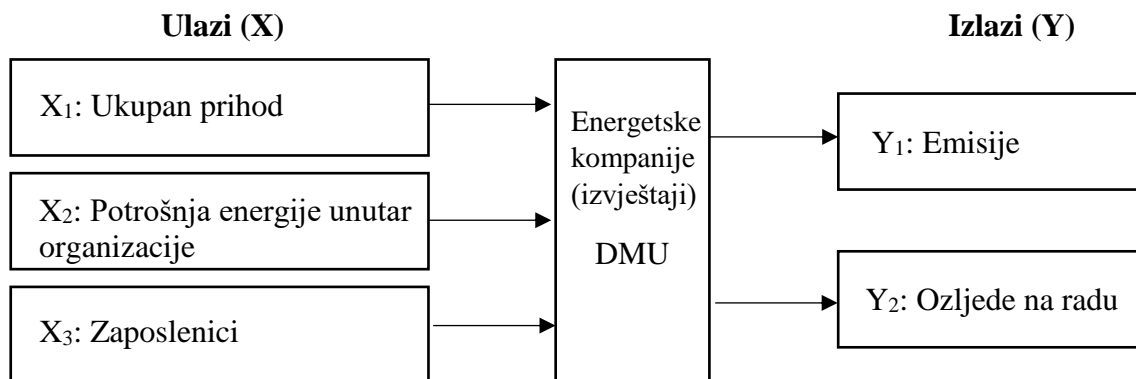 Ulazi (X)
Izlazi (Y)
X1: Ukupan prihod
X2: Potrošnja energije unutar
organizacije
X3: Zaposlenici
Energetske
kompanije
(izvještaji)
DMU
Y1: Emisije
Y2: Ozljede na radu